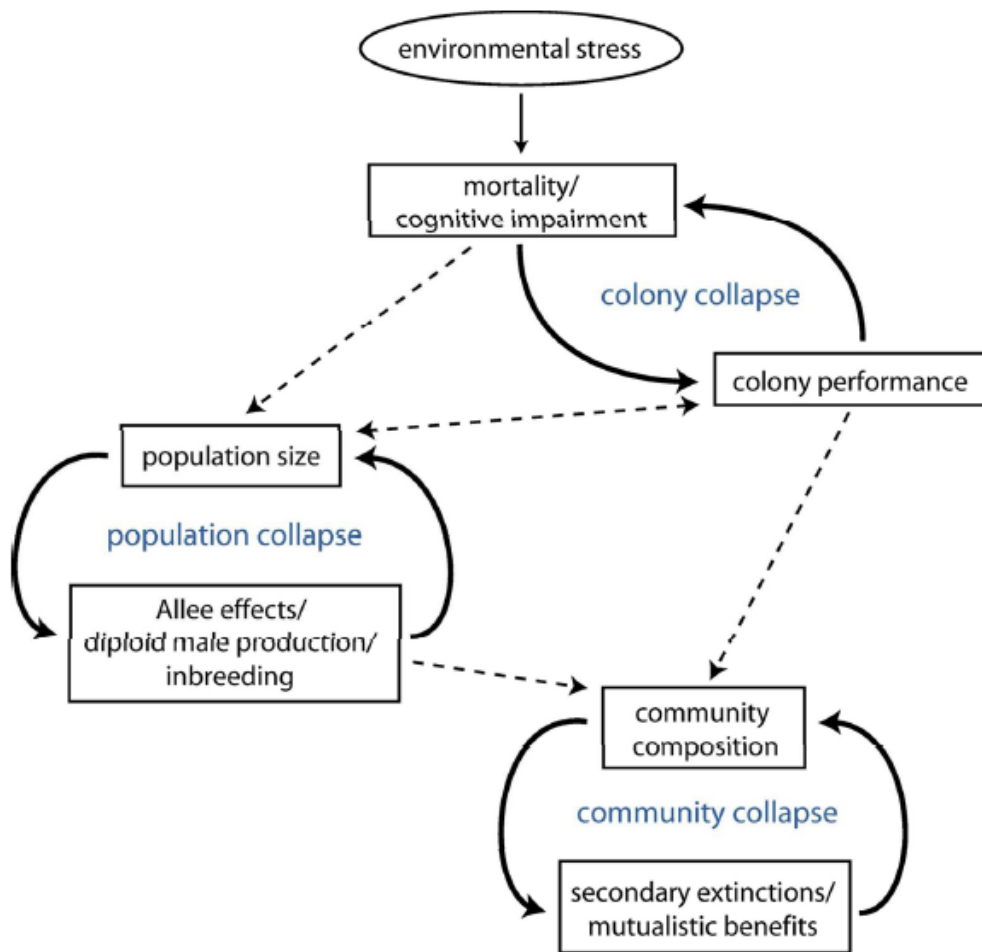 environmental stress
mortality/
cognitive impairment
colony collapse
colony performance
population size
population collapse
Allee effects/
diploid male production/
inbreeding
community
composition
community collapse
secondary extinctions/
mutualistic benefits